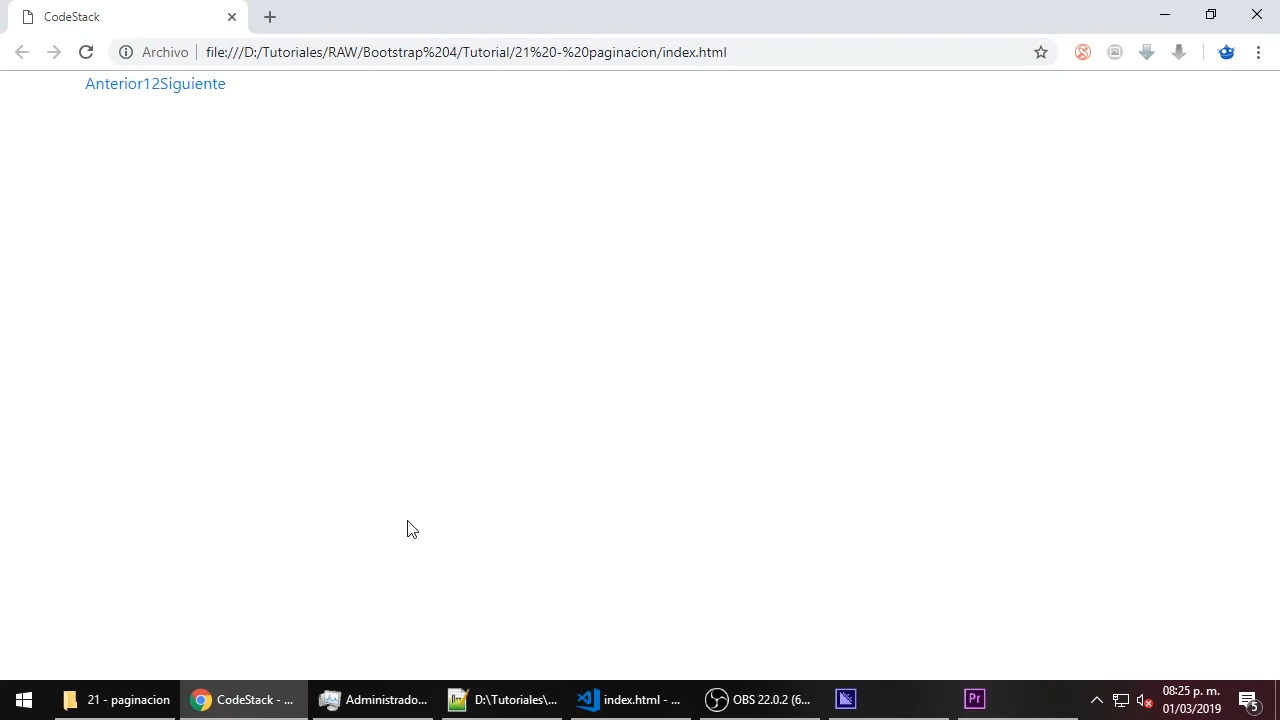 CodeStack
Archivo file:///D:/Tutoriales/RAW/Bootstrap%204/Tutorial/21%20-%20paginacion/index.html
Anterior12Siguiente
21 - paginacion CodeStack - ... Administrado... D:\Tutoriales\... index.html - ... OBS 22.0.2 (6... Pr 08:25 p. m.
01/03/2019 5